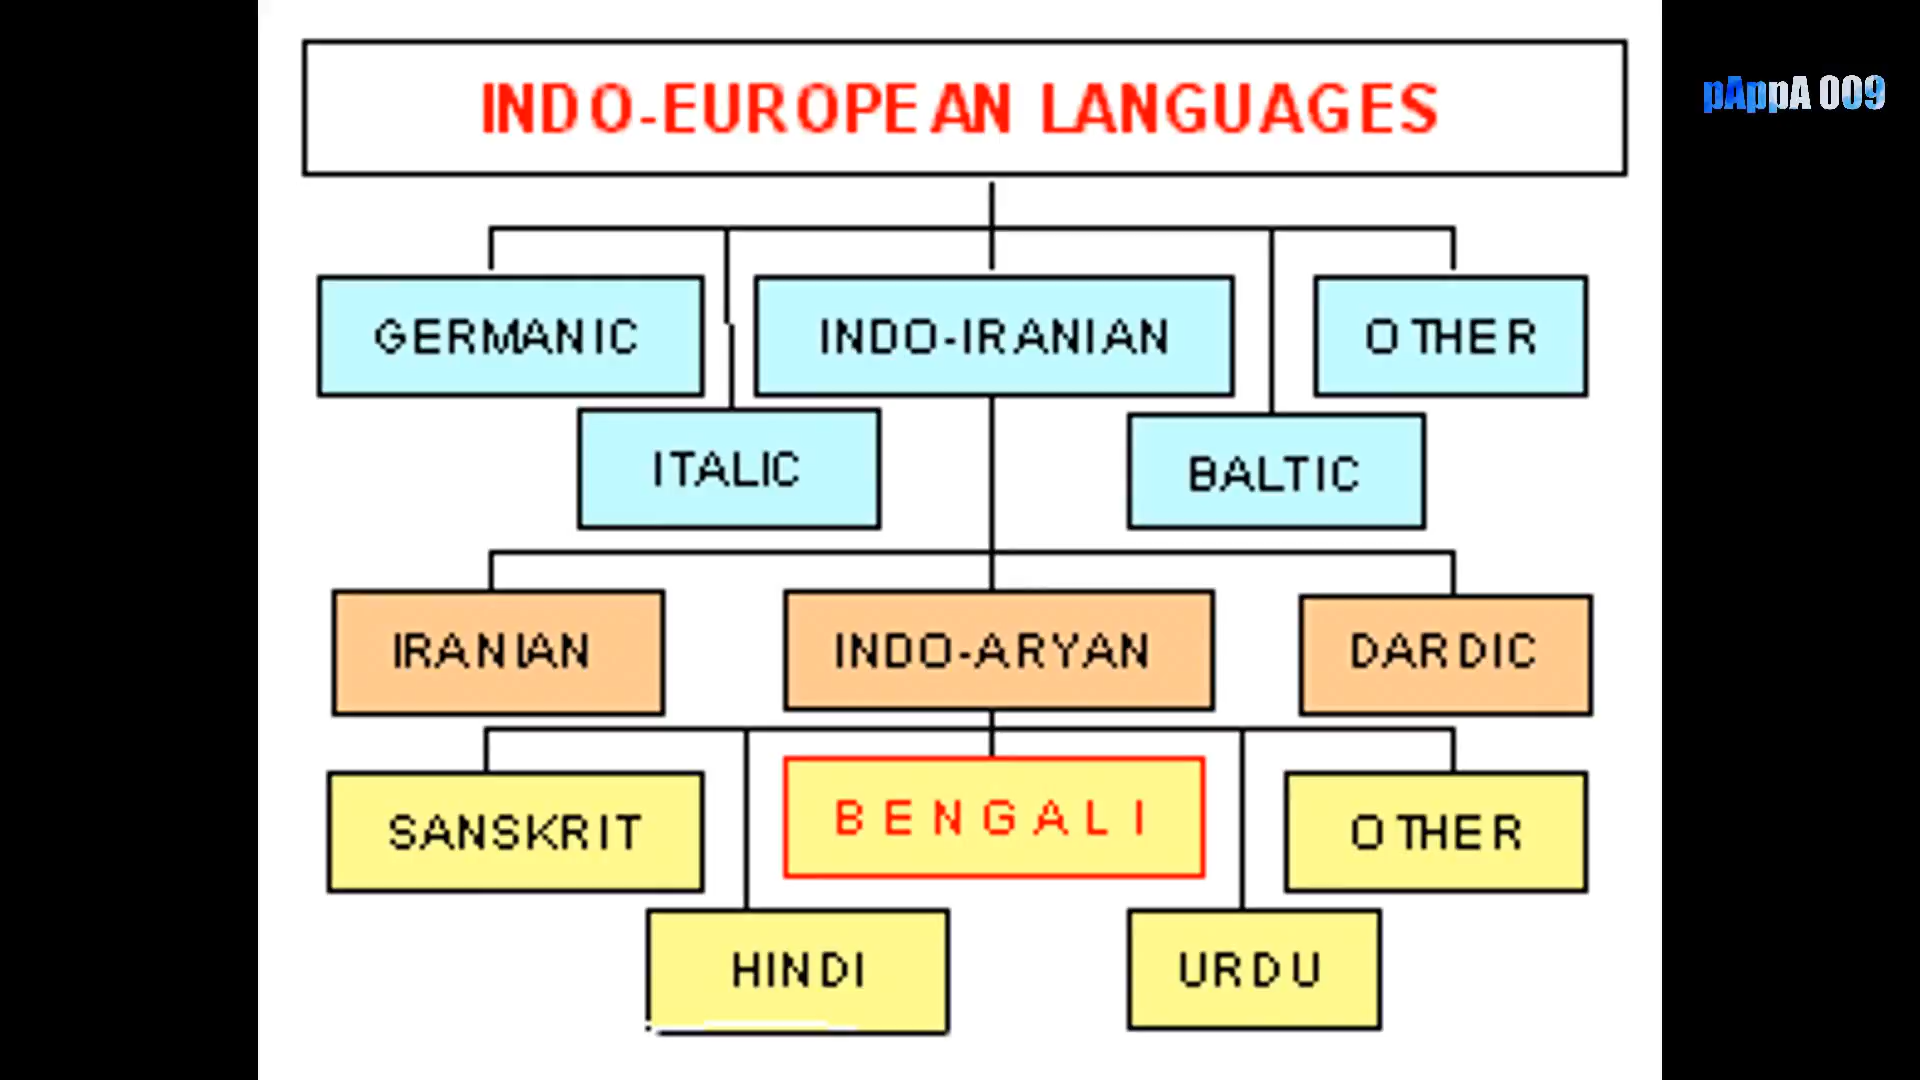 INDO-EUROPEAN LANGUAGES
pAppA 009
GERMANIC
INDO-IRANIAN
OTHER
ITALIC
BALTIC
IRANIAN
INDO-ARYAN
DARDIC
SANSKRIT
BENGALI
OTHER
HINDI
URDU